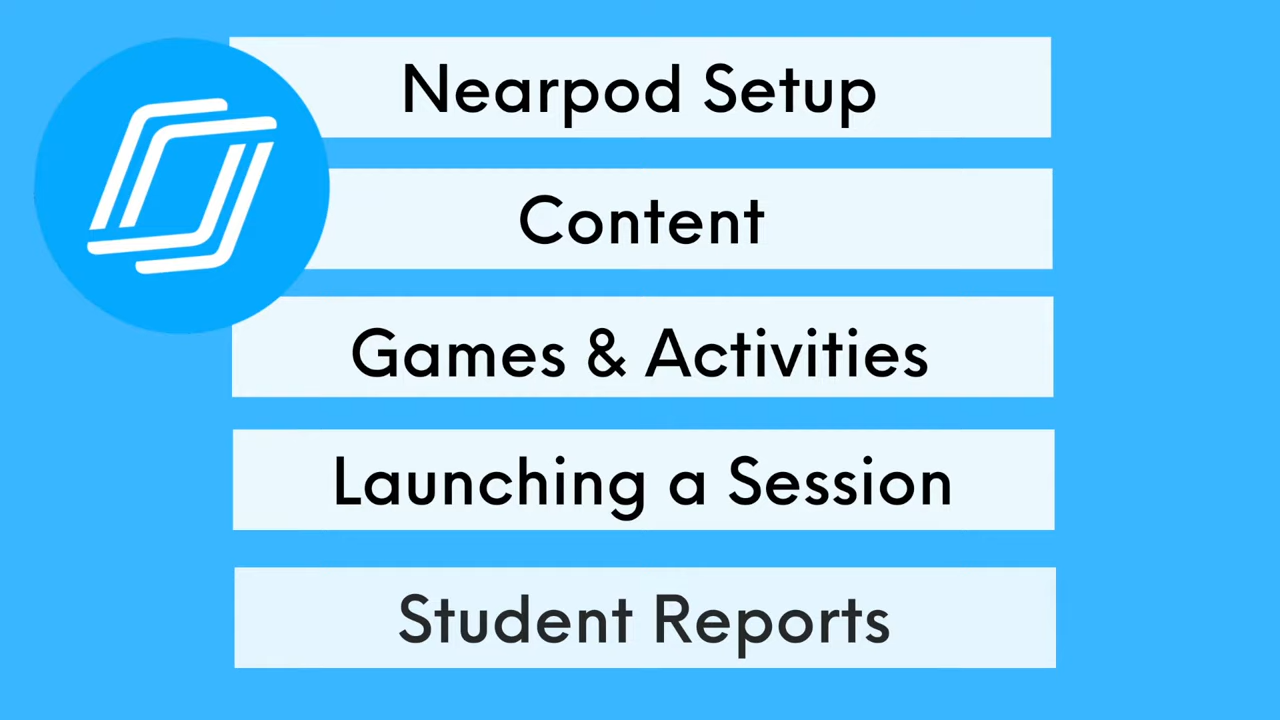 Nearpod Setup
Content
Games & Activities
Launching a Session
Student Reports